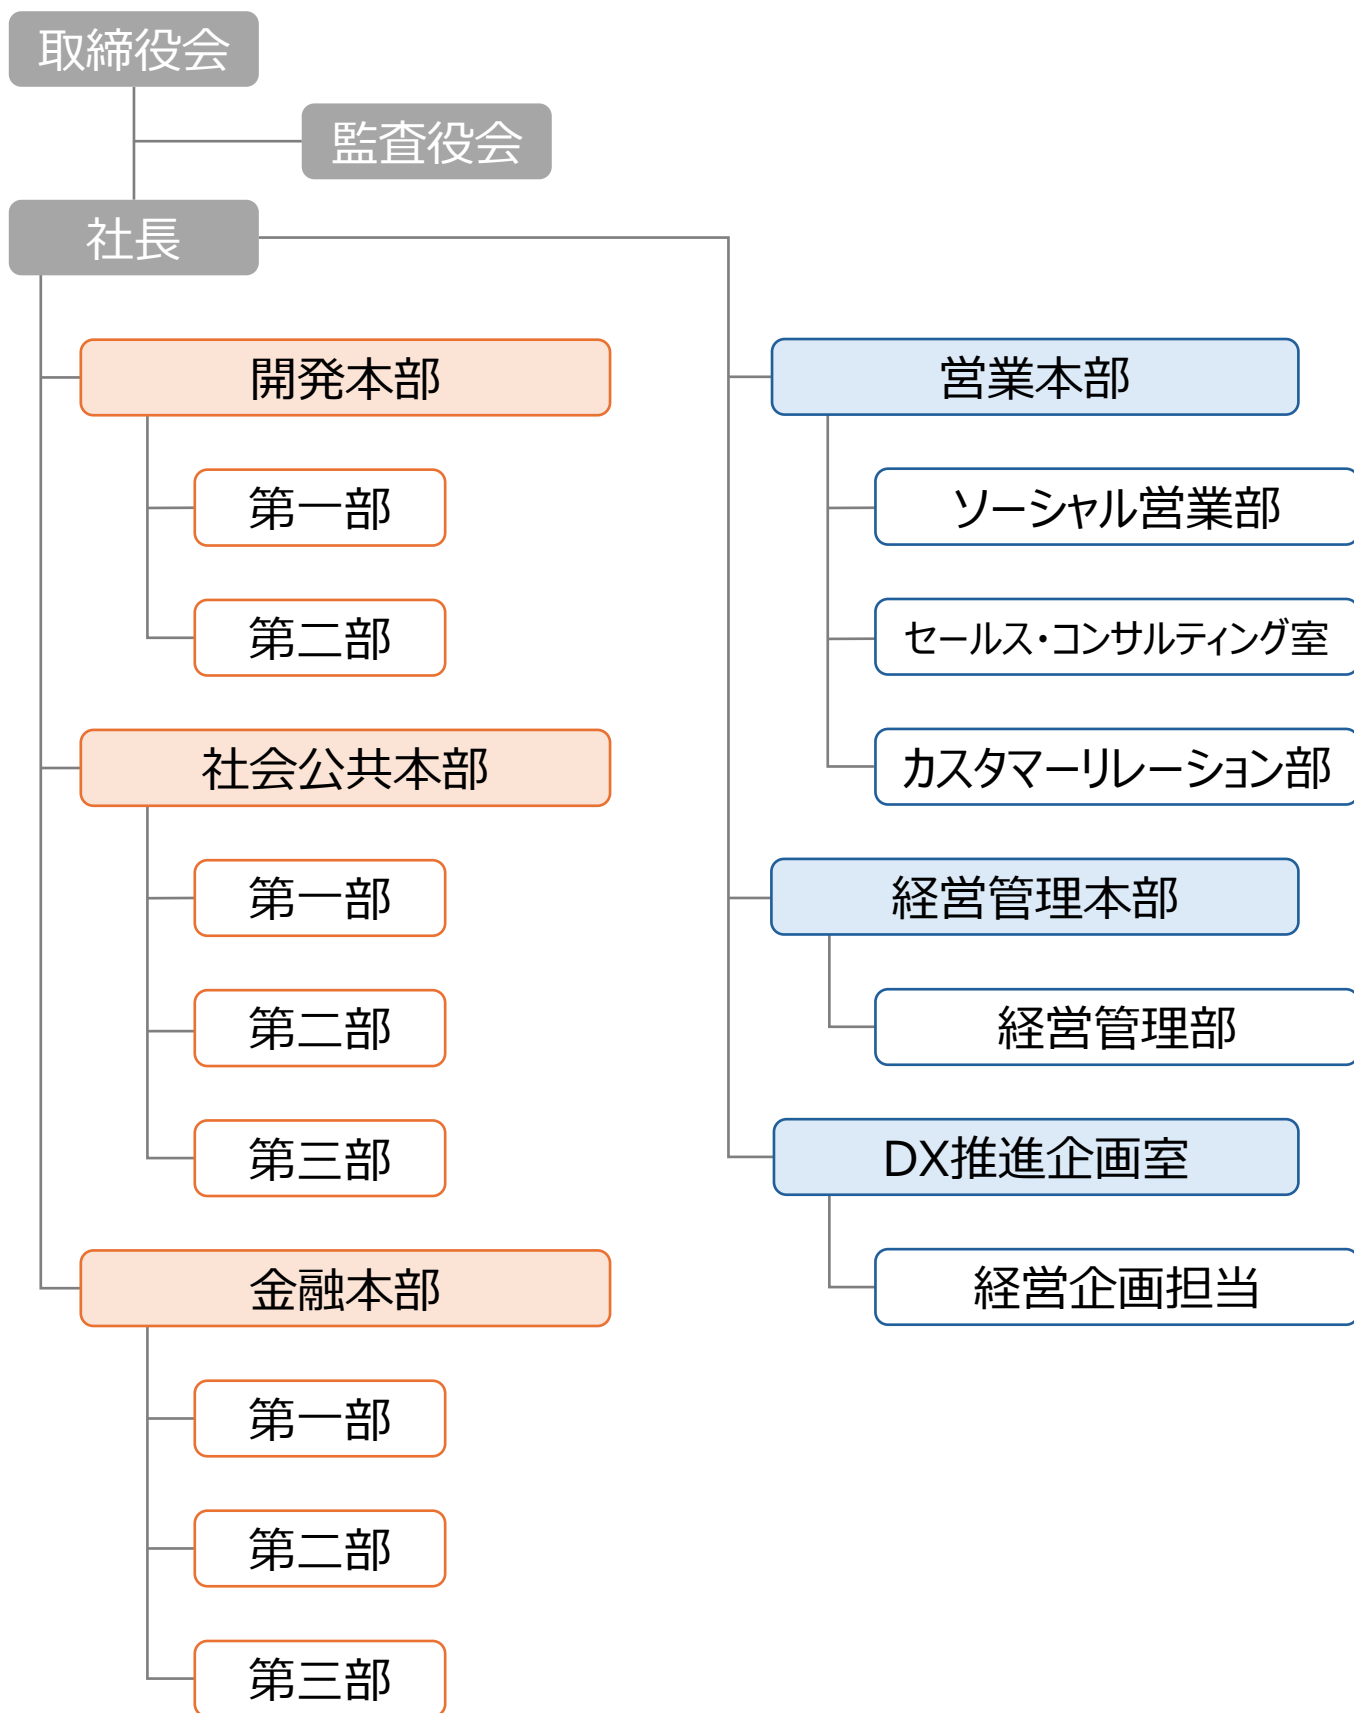 取締役会
監査役会
社長
開発本部
第一部
第二部
社会公共本部
第一部
第二部
第三部
金融本部
第一部
第二部
第三部
営業本部
ソーシャル営業部
セールス・コンサルティング室
カスタマーリレーション部
経営管理本部
経営管理部
DX推進企画室
経営企画担当